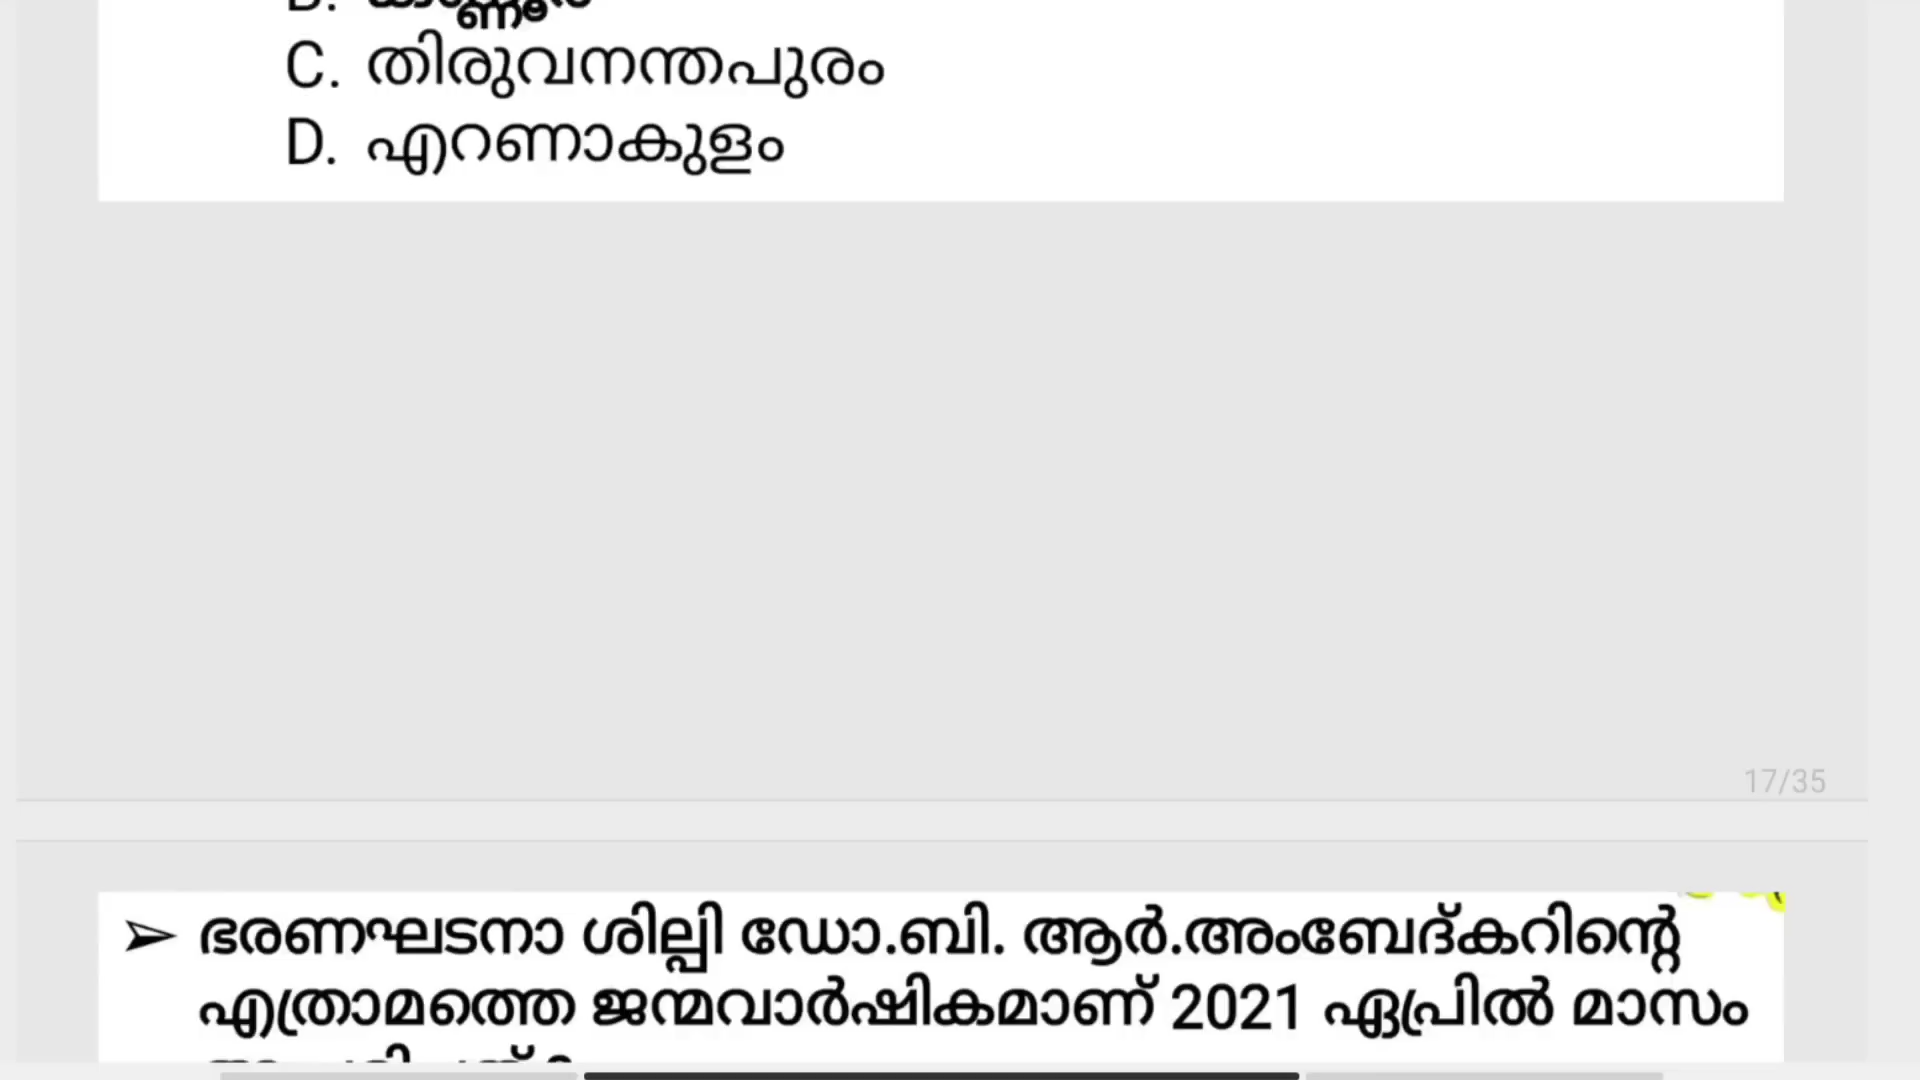 C. തിരുവനന്തപുരം
D. എറണാകുളം
17/35
➢ ഭരണഘടനാ ശില്പി ഡോ.ബി. ആർ.അംബേദ്കറിന്റെ
എത്രാമത്തെ ജന്മവാർഷികമാണ് 2021 ഏപ്രിൽ മാസം